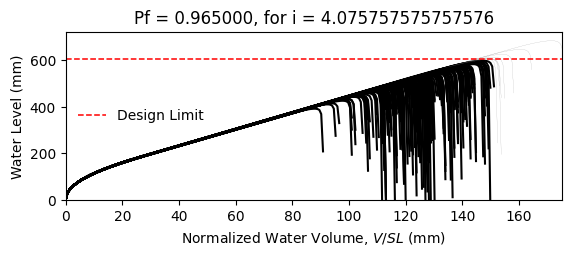 Pf = 0.965000, for i = 4.075757575757576
Water Level (mm)
600
400
200
0
Design Limit
0 20 40 60 80 100 120 140 160
Normalized Water Volume, V/SL (mm)